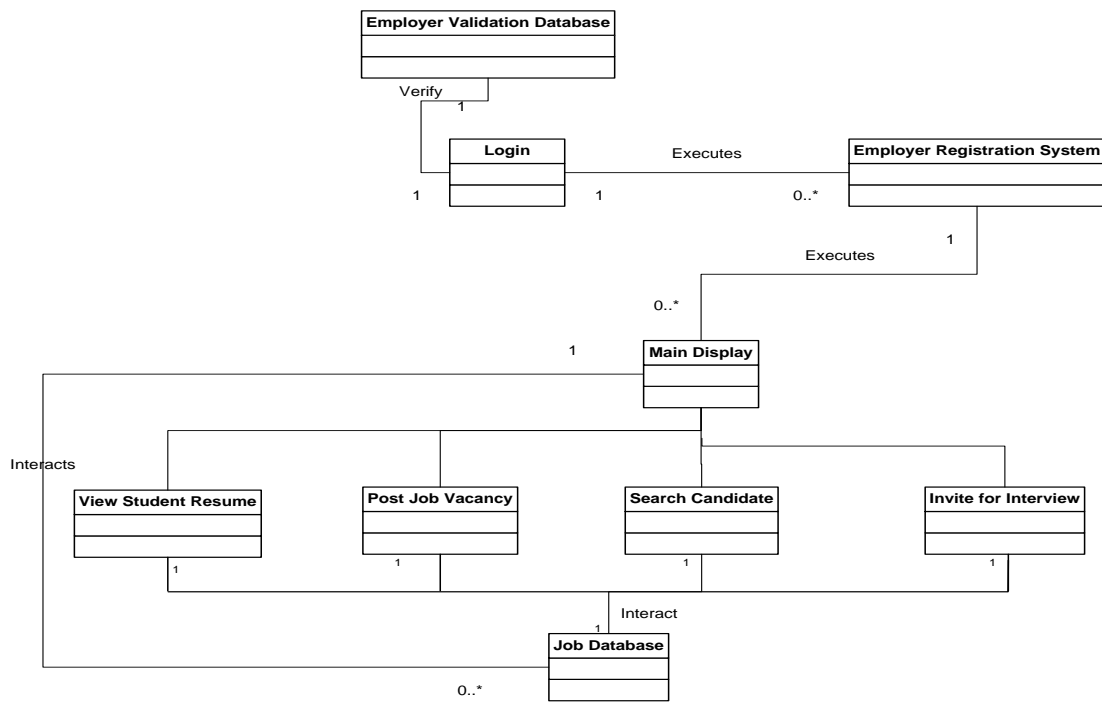 Employer Validation Database
Verify
1
Login
Executes
Employer Registration System
1
1
0..*
1
Executes
0..*
1
Main Display
Interacts
View Student Resume
Post Job Vacancy
Search Candidate
Invite for Interview
1
1
1
1
Interact
1
Job Database
0..*